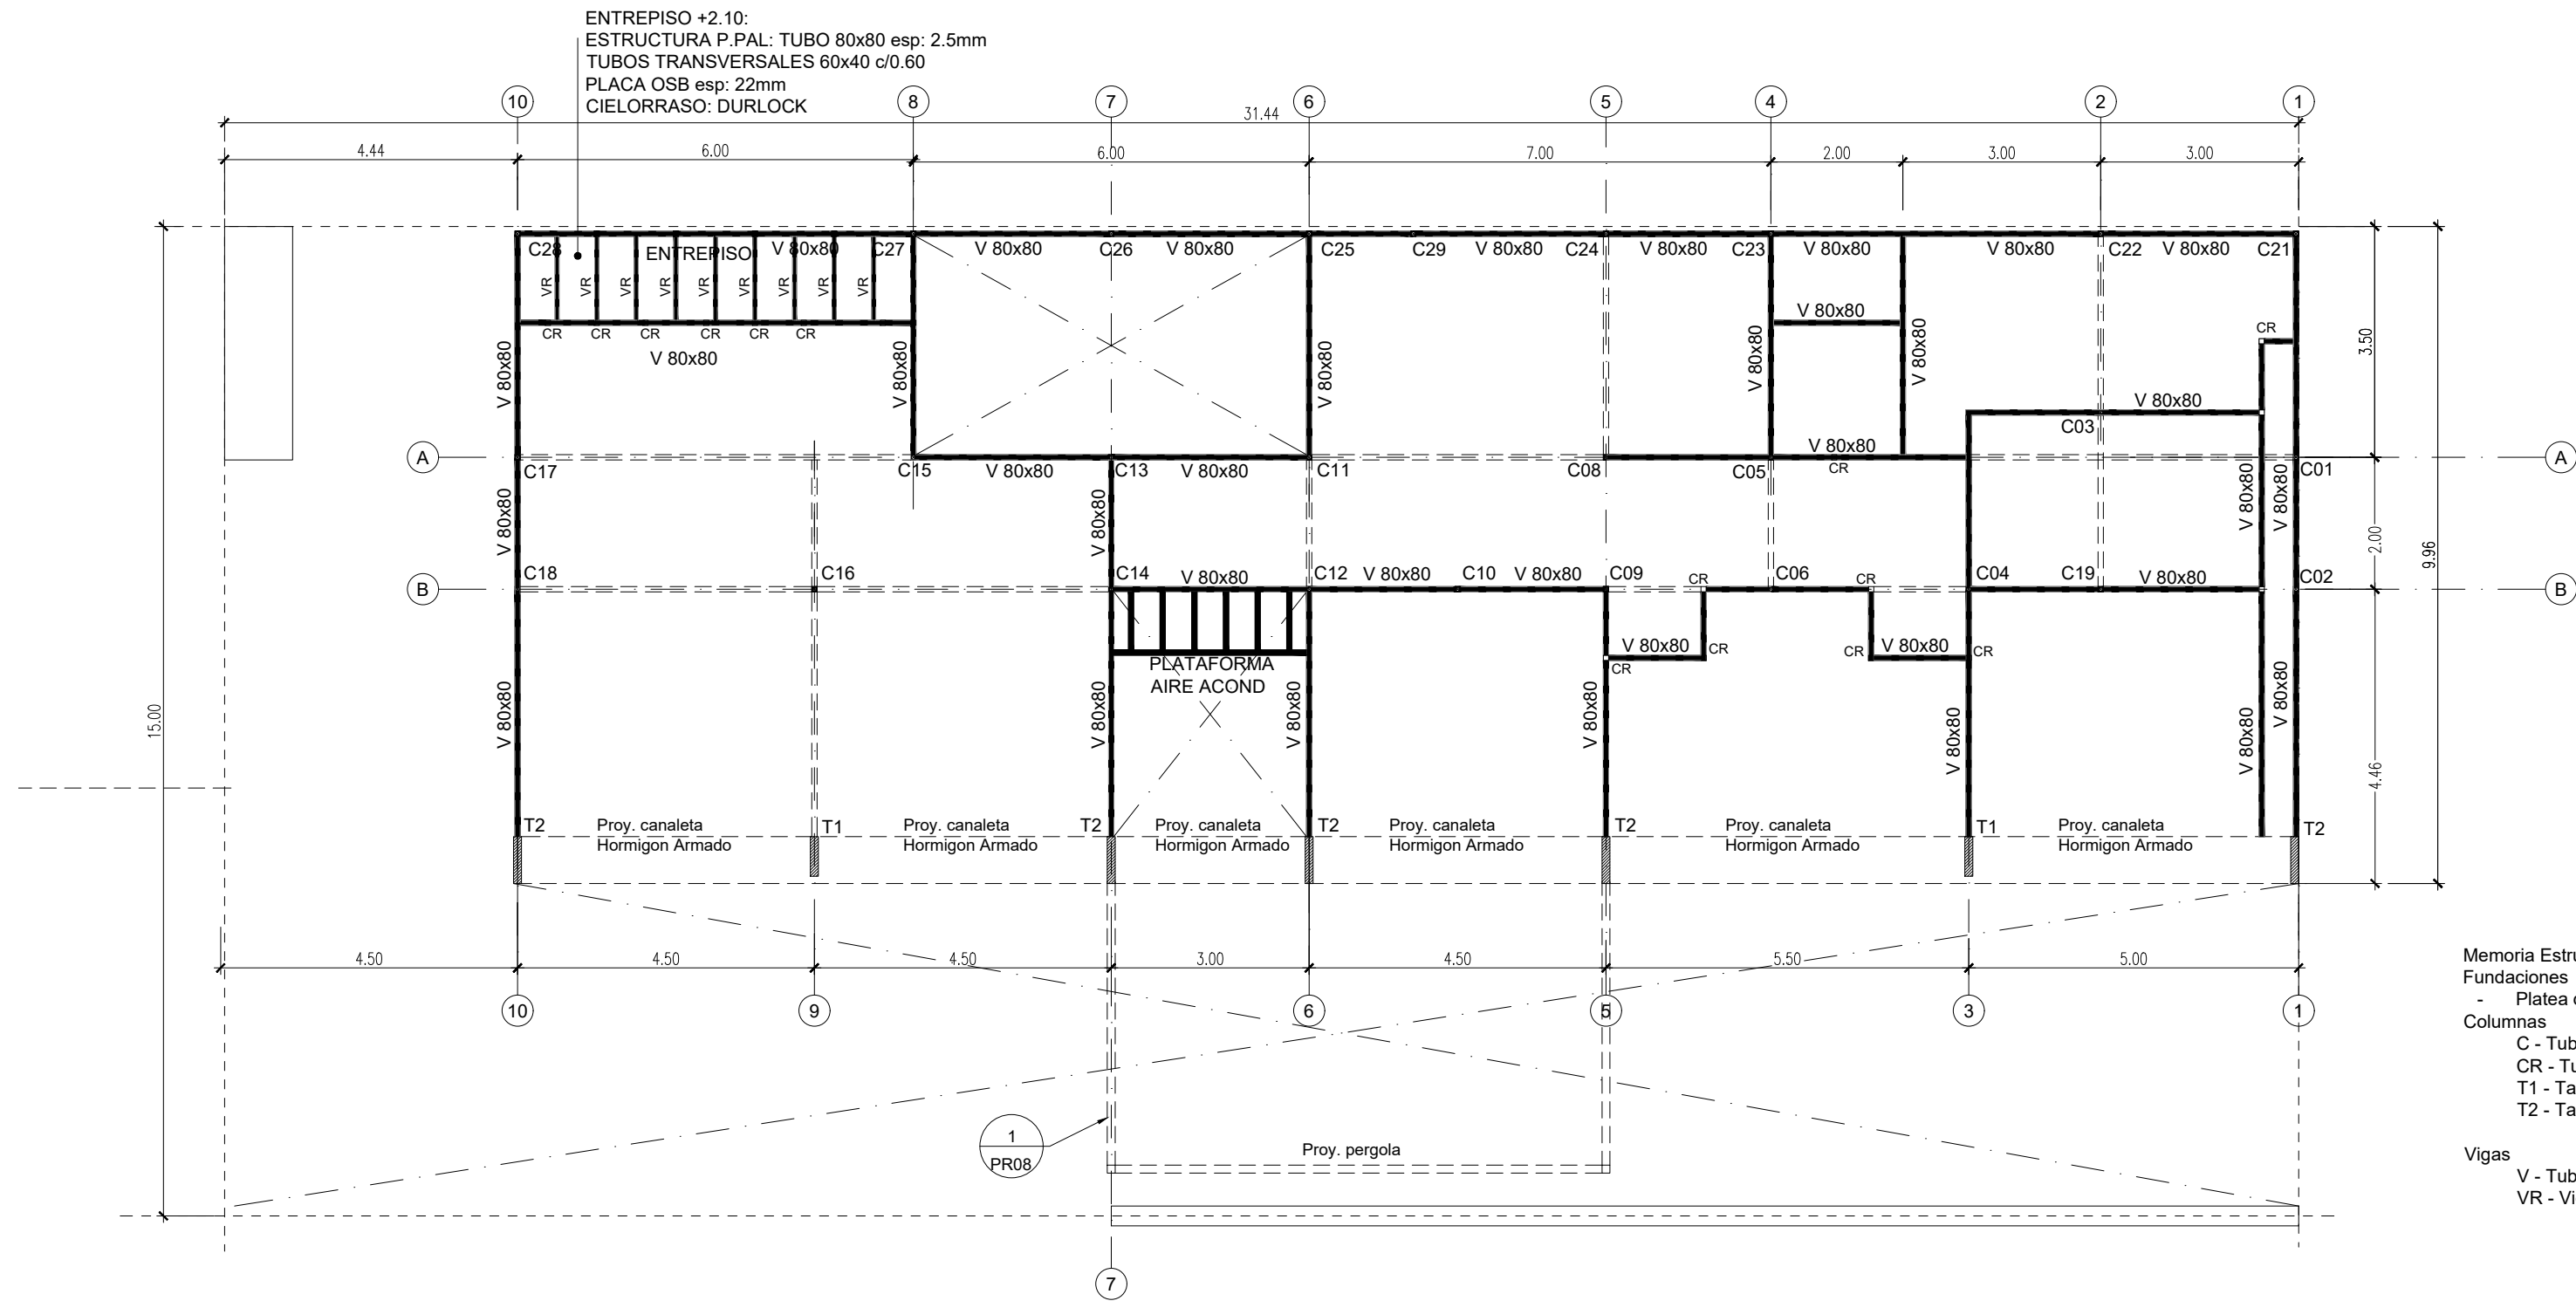 ENTREPISO +2.10:
ESTRUCTURA P.PAL: TUBO 80x80 esp: 2.5mm
TUBOS TRANSVERSALES 60x40 c/0.60
PLACA OSB esp: 22mm
CIELORRASO: DURLOCK
10 8 7 6 5 4 2 1
31.44
4.44 6.00 6.00 7.00 2.00 3.00 3.00
C28 ENTREPISO V 80x80 C27 V 80x80 C26 V 80x80 C25 C29 V 80x80 C24 V 80x80 C23 V 80x80 V 80x80 C22 V 80x80 C21
VR VR VR VR VR VR VR VR VR
V 80x80
CR CR CR CR CR CR
CR
V 80x80
V 80x80 V 80x80 V 80x80 V 80x80 V 80x80
3.50
V 80x80
C03
V 80x80
A A
C17 C15 V 80x80 C13 V 80x80 C11 C08 C05 CR C01
V 80x80 V 80x80 V 80x80 V 80x80
2.00
9.96
B B
C18 C16 C14 V 80x80 C12 V 80x80 C10 V 80x80 C09 CR C06 CR C04 C19 V 80x80 C02
V 80x80 CR CR V 80x80 CR
CR
PLATAFORMA
AIRE ACOND
V 80x80 V 80x80 V 80x80 V 80x80 V 80x80 V 80x80 V 80x80
15.00
4.46
T2 Proy. canaleta T1 Proy. canaleta T2 Proy. canaleta T2 Proy. canaleta T2 Proy. canaleta T1 Proy. canaleta T2
Hormigon Armado Hormigon Armado Hormigon Armado Hormigon Armado Hormigon Armado Hormigon Armado
4.50 4.50 4.50 3.00 4.50 5.50 5.00
10 9 6 5 3 1
1
PR08
Proy. pergola
7
Memoria Estru
Fundaciones
- Platea
Columnas
C - Tub
CR - Tu
T1 - Ta
T2 - Ta
Vigas
V - Tub
VR - Vi